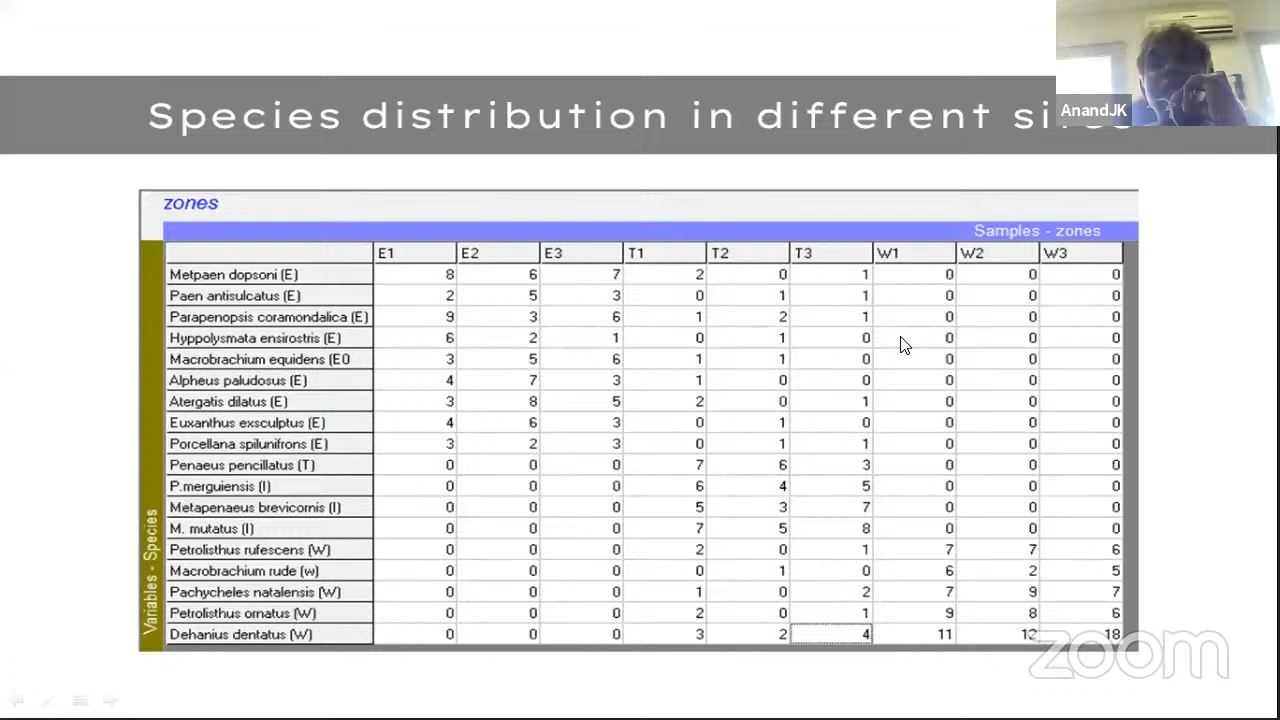 Species distribution in different sites
AnandJK
zones
Samples - zones
E1 E2 E3 T1 T2 T3 W1 W2 W3
Metpaen dopsoni (E) 8 6 7 2 0 1 0 0 0
Paen antisulcatus (E) 2 5 3 0 1 1 0 0 0
Parapenopsis coramondalica (E) 9 3 6 1 2 1 0 0 0
Hyppolysmata ensirostris (E) 6 2 1 0 1 0 0 0 0
Macrobrachium equidens (E0 3 5 6 1 1 0 0 0 0
Alpheus paludosus (E) 4 7 3 1 0 0 0 0 0
Atergatis dilatus (E) 3 8 5 2 0 1 0 0 0
Euxanthus exsculptus (E) 4 6 3 0 1 0 0 0 0
Porcellana spilunifrons (E) 3 2 3 0 1 1 0 0 0
Penaeus pencillatus (T) 0 0 0 7 6 3 0 0 0
P.merguiensis (I) 0 0 0 6 4 5 0 0 0
Metapenaeus brevicornis (I) 0 0 0 5 3 7 0 0 0
M. mutatus (I) 0 0 0 7 5 8 0 0 0
Petrolisthus rufescens (W) 0 0 0 2 0 1 7 7 6
Macrobrachium rude (w) 0 0 0 0 1 0 6 2 5
Pachycheles natalensis (W) 0 0 0 1 0 2 7 9 7
Petrolisthus ornatus (W) 0 0 0 2 0 1 9 8 6
Dehanius dentatus (W) 0 0 0 3 2 4 11 12 18
Variables - Species
zoom